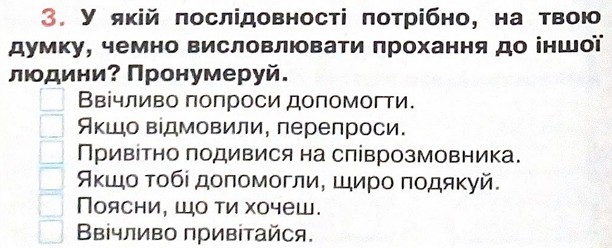 3. У якій послідовності потрібно, на твою
думку, чемно висловлювати прохання до іншої
людини? Пронумеруй.
Ввічливо попроси допомогти.
Якщо відмовили, перепроси.
Привітно подивися на співрозмовника.
Якщо тобі допомогли, щиро подякуй.
Поясни, що ти хочеш.
Ввічливо привітайся.